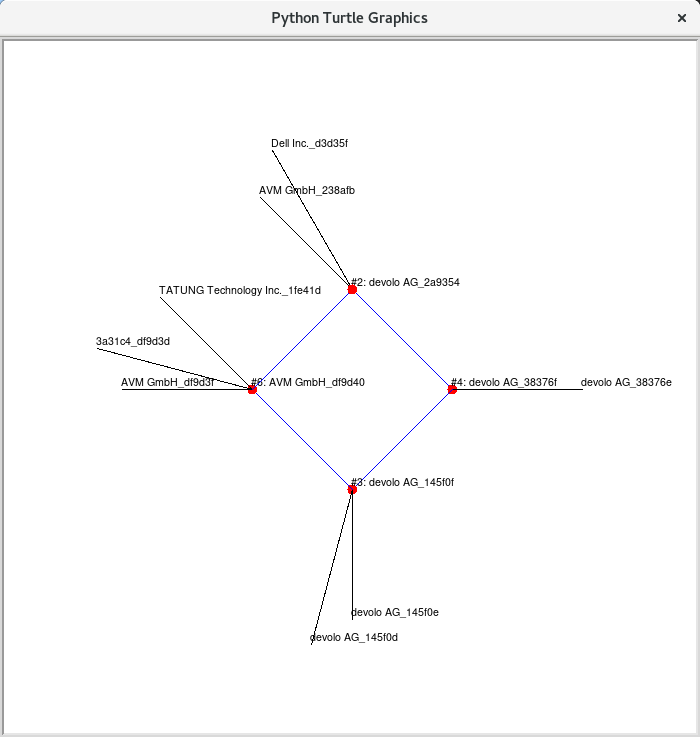 Python Turtle Graphics
Dell Inc._d3d35f
AVM GmbH_238afb
#2: devolo AG_2a9354
TATUNG Technology Inc._1fe41d
3a31c4_df9d3d
AVM GmbH_df9d3f
#6: AVM GmbH_df9d40
#4: devolo AG_38376f
devolo AG_38376e
#3: devolo AG_145f0f
devolo AG_145f0e
devolo AG_145f0d